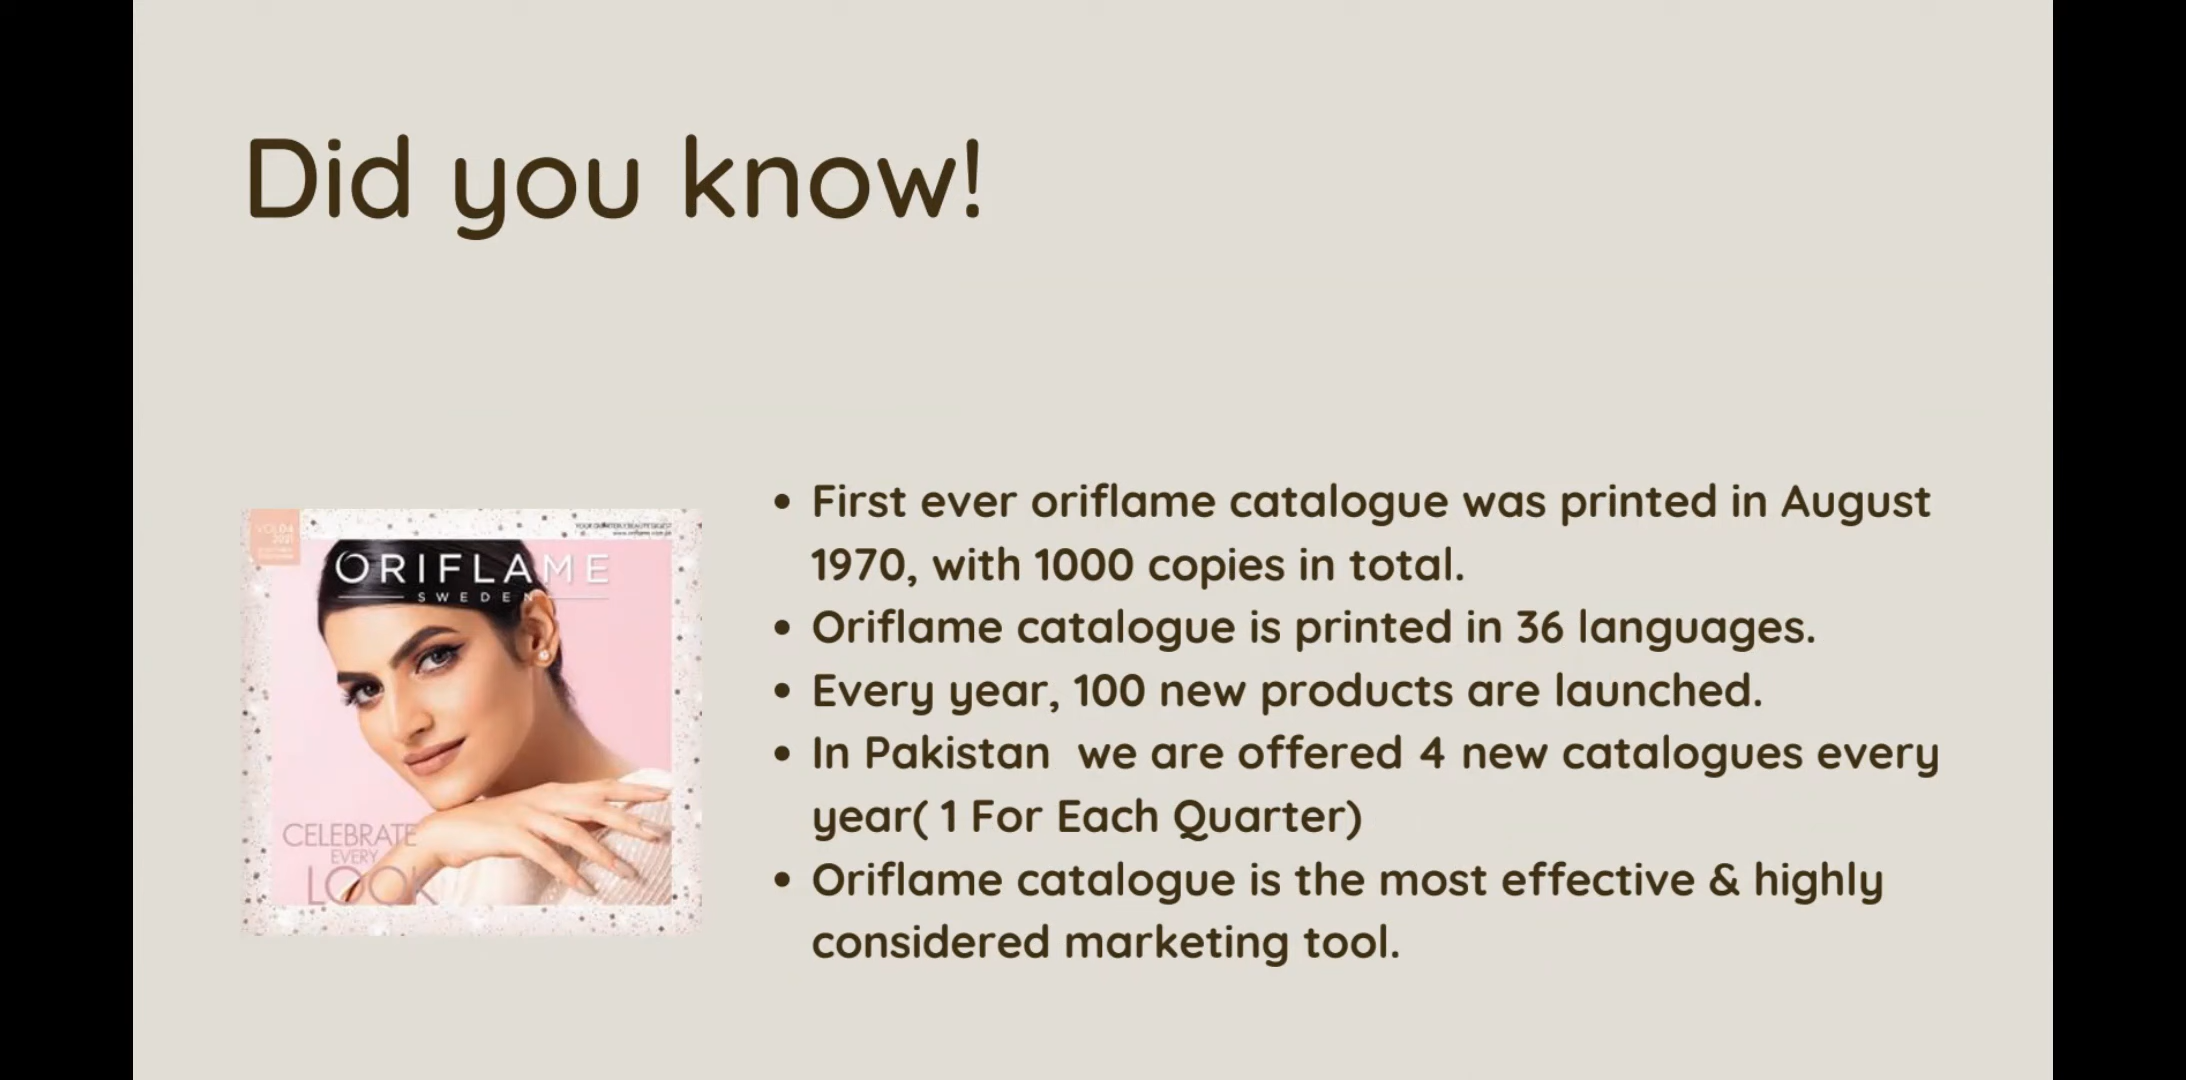 Did you know!
VOL04
2021
ORIFLAME
SWEDEN
CELEBRATE
EVERY
LOOK
• First ever oriflame catalogue was printed in August
1970, with 1000 copies in total.
• Oriflame catalogue is printed in 36 languages.
• Every year, 100 new products are launched.
• In Pakistan  we are offered 4 new catalogues every
year( 1 For Each Quarter)
• Oriflame catalogue is the most effective & highly
considered marketing tool.